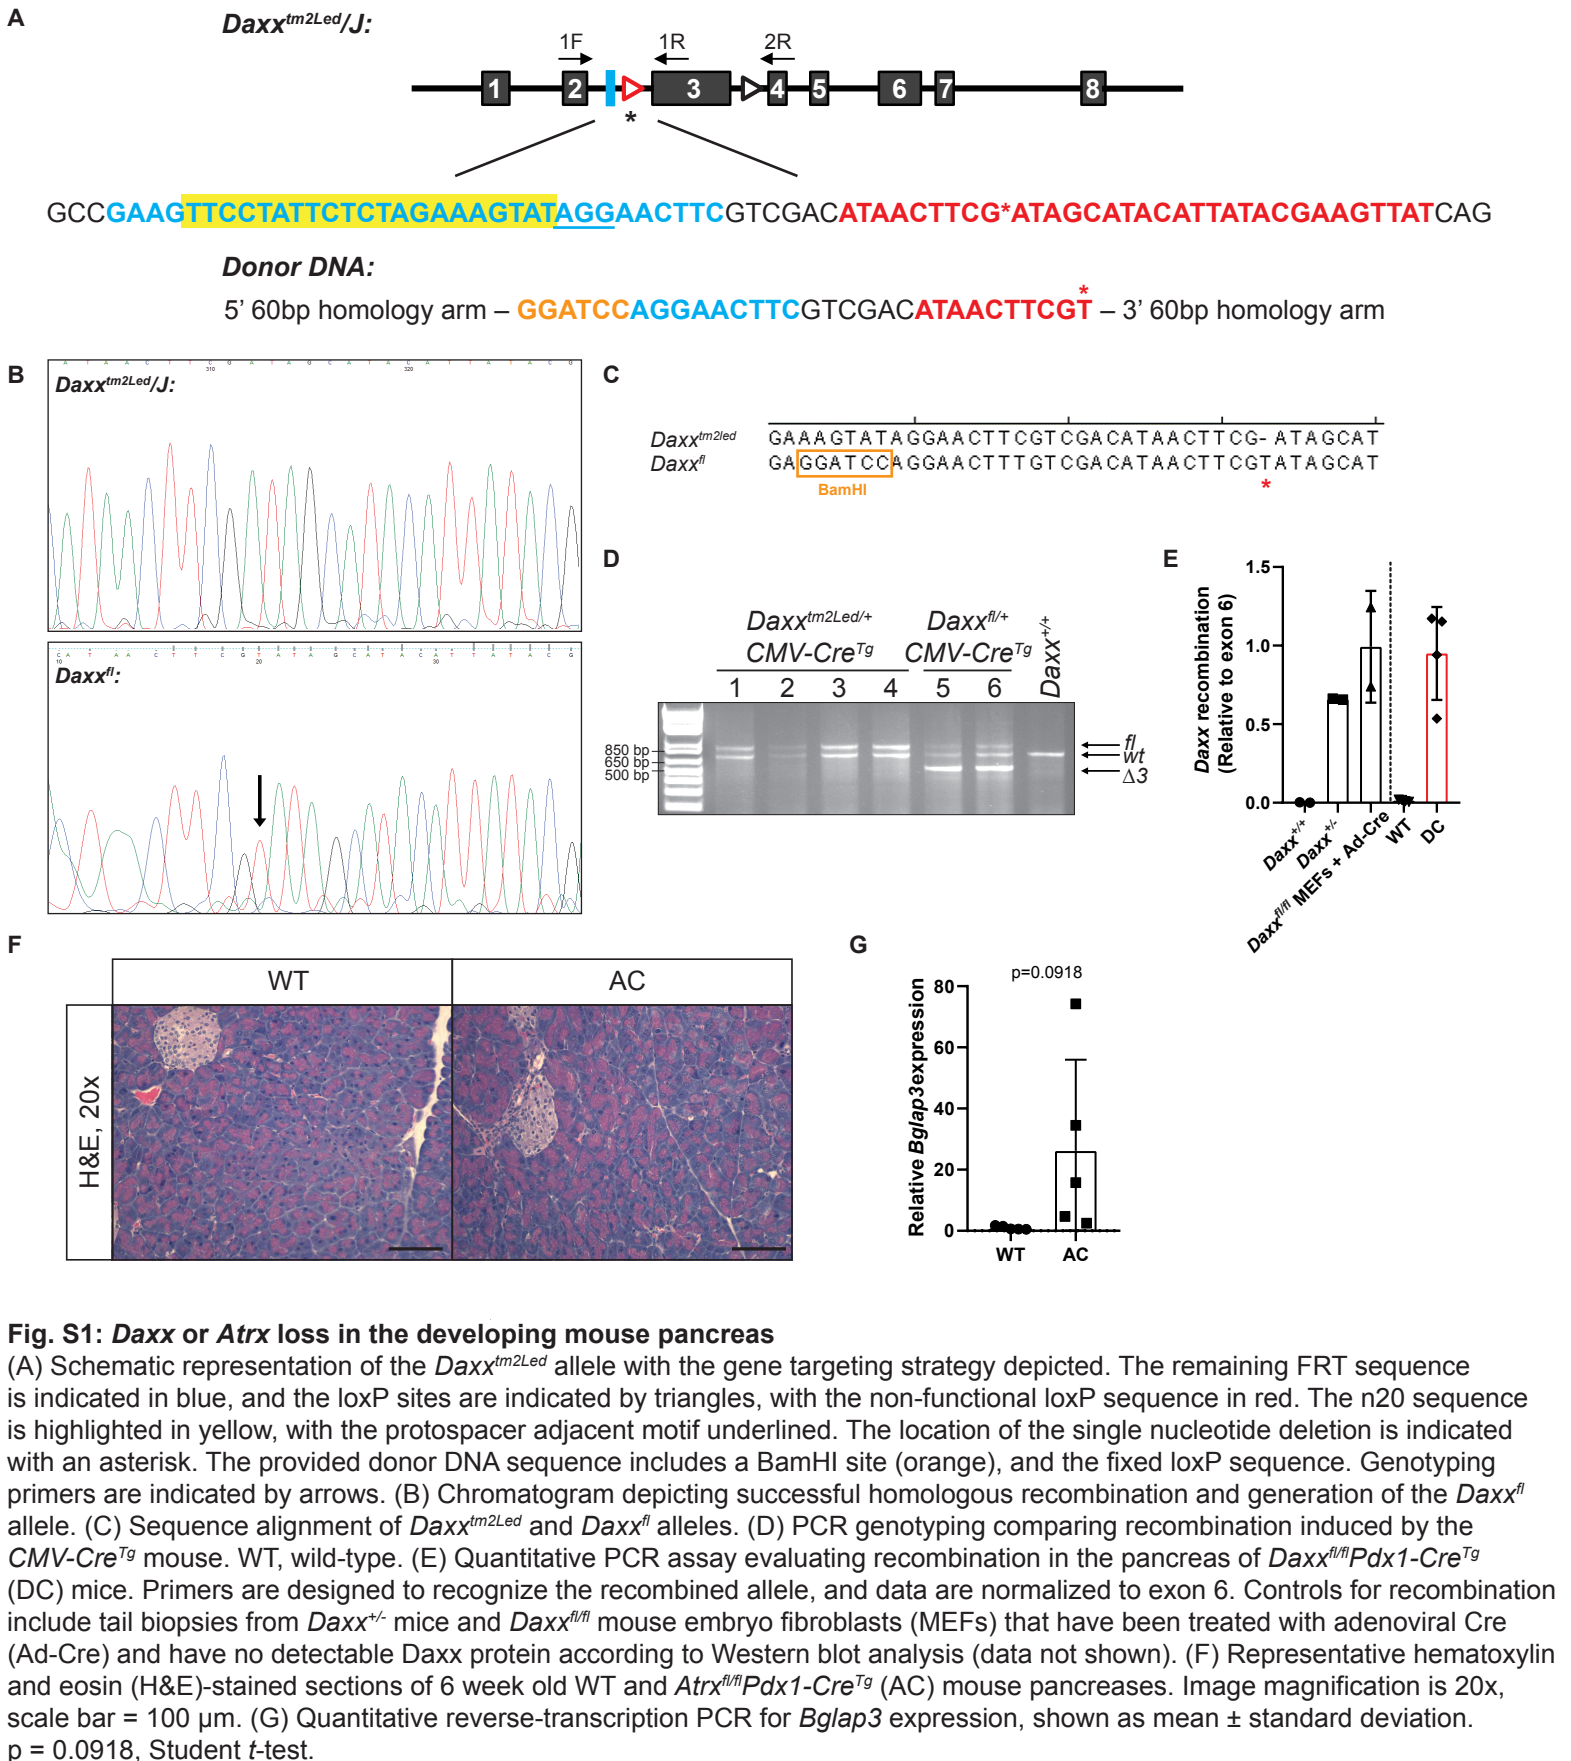 A
Daxxtm2Led/J:
1F 1R 2R
1 2 3 4 5 6 7 8
*
GCCGAAGTTCCTATTCTCTAGAAAGTATAGGAACTTCGTCGACATAACTTCG*ATAGCATACATTATACGAAGTTATCAG
Donor DNA:
*
5’ 60bp homology arm – GGATCCAGGAACTTCGTCGACATAACTTCGT – 3’ 60bp homology arm
B
A T A A C T T C G A T A G C A T A C A T T A T A C G
310 320
Daxxtm2Led/J:
C A T A A C T T C G T A T A G C A T A C A T T A T A C G
10 20 30
Daxxfl:
C
Daxxtm2led GAAAGTATAGGAACTTCGTCGACATAACTTCG-ATAGCAT
Daxxfl GAGGATCCAGGAACTTTGTCGACATAACTTCGTATAGCAT
BamHI *
D
Daxxtm2Led/+ Daxxfl/+ Daxx+/+
CMV-CreTg CMV-CreTg
1 2 3 4 5 6
850 bp
650 bp
500 bp
fl
wt
Δ3
E
Daxx recombination
(Relative to exon 6)
1.5
1.0
0.5
0.0
Daxx+/+
Daxx+/-
Daxxfl/fl MEFs + Ad-Cre
WT
DC
F
WT AC
H&E, 20x
G
p=0.0918
Relative Bglap3expression
80
60
40
20
0
WT AC
Fig. S1: Daxx or Atrx loss in the developing mouse pancreas
(A) Schematic representation of the Daxxtm2Led allele with the gene targeting strategy depicted. The remaining FRT sequence
is indicated in blue, and the loxP sites are indicated by triangles, with the non-functional loxP sequence in red. The n20 sequence
is highlighted in yellow, with the protospacer adjacent motif underlined. The location of the single nucleotide deletion is indicated
with an asterisk. The provided donor DNA sequence includes a BamHI site (orange), and the fixed loxP sequence. Genotyping
primers are indicated by arrows. (B) Chromatogram depicting successful homologous recombination and generation of the Daxxfl
allele. (C) Sequence alignment of Daxxtm2Led and Daxxfl alleles. (D) PCR genotyping comparing recombination induced by the
CMV-CreTg mouse. WT, wild-type. (E) Quantitative PCR assay evaluating recombination in the pancreas of Daxxfl/flPdx1-CreTg
(DC) mice. Primers are designed to recognize the recombined allele, and data are normalized to exon 6. Controls for recombination
include tail biopsies from Daxx+/- mice and Daxxfl/fl mouse embryo fibroblasts (MEFs) that have been treated with adenoviral Cre
(Ad-Cre) and have no detectable Daxx protein according to Western blot analysis (data not shown). (F) Representative hematoxylin
and eosin (H&E)-stained sections of 6 week old WT and Atrxfl/flPdx1-CreTg (AC) mouse pancreases. Image magnification is 20x,
scale bar = 100 μm. (G) Quantitative reverse-transcription PCR for Bglap3 expression, shown as mean ± standard deviation.
p = 0.0918, Student t-test.